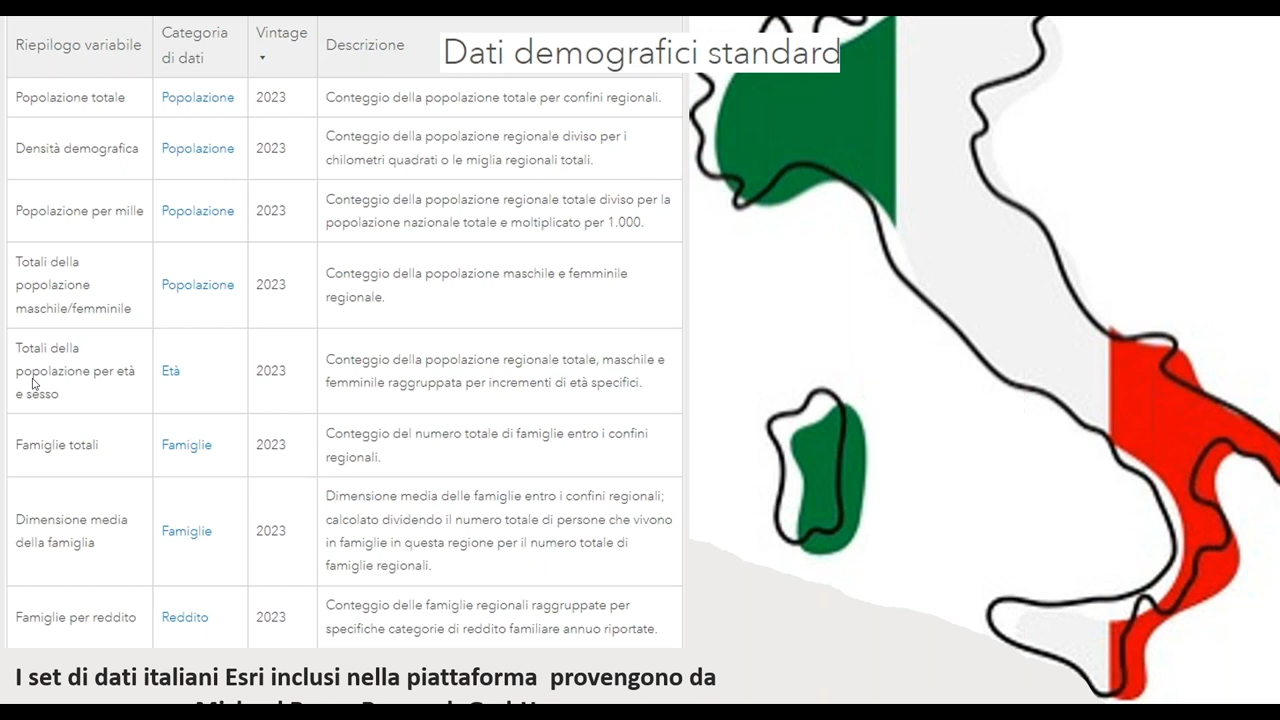 Dati demografici standard
Riepilogo variabile
Categoria
di dati
Vintage
Descrizione
Popolazione totale
Popolazione
2023
Conteggio della popolazione totale per confini regionali.
Densità demografica
Popolazione
2023
Conteggio della popolazione regionale diviso per i
chilometri quadrati o le miglia regionali totali.
Popolazione per mille
Popolazione
2023
Conteggio della popolazione regionale totale diviso per la
popolazione nazionale totale e moltiplicato per 1.000.
Totali della
popolazione
maschile/femminile
Popolazione
2023
Conteggio della popolazione maschile e femminile
regionale.
Totali della
popolazione per età
e sesso
Età
2023
Conteggio della popolazione regionale totale, maschile e
femminile raggruppata per incrementi di età specifici.
Famiglie totali
Famiglie
2023
Conteggio del numero totale di famiglie entro i confini
regionali.
Dimensione media
della famiglia
Famiglie
2023
Dimensione media delle famiglie entro i confini regionali;
calcolato dividendo il numero totale di persone che vivono
in famiglie in questa regione per il numero totale di
famiglie regionali.
Famiglie per reddito
Reddito
2023
Conteggio delle famiglie regionali raggruppate per
specifiche categorie di reddito familiare annuo riportate.
I set di dati italiani Esri inclusi nella piattaforma provengono da